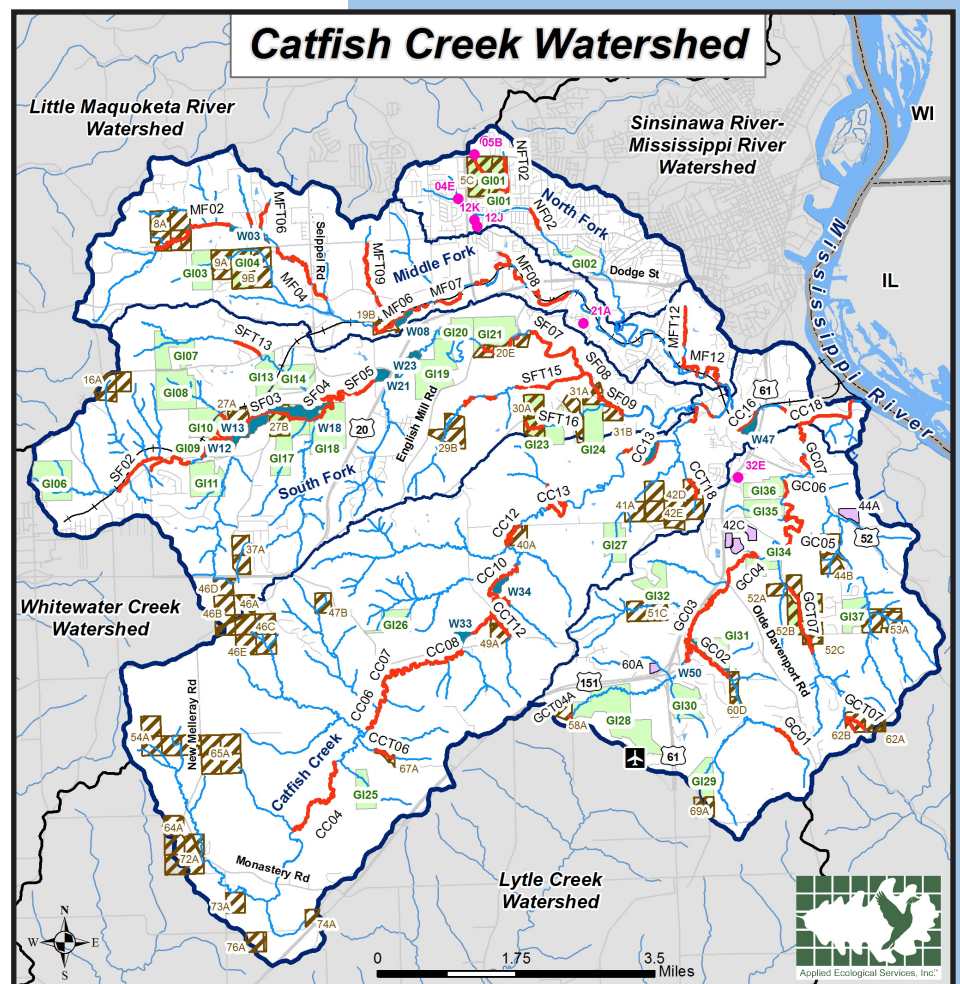 Catfish Creek Watershed
Little Maquoketa River
Watershed
Sinsinawa River-
Mississippi River
Watershed
WI
IL
Mississippi River
05B
NFT02
5C
GI01
04E
GI01
12K
12J
NF02
North Fork
MF02
MFT06
8A
W03
Seippel Rd
GI03
9A
GI04
9B
MF04
MFT09
Middle Fork
GI02
Dodge St
MF08
MF07
MF06
19B
W08
21A
MFT12
MF12
SFT13
GI07
GI20
GI21
SF07
20E
W23
W21
GI19
GI13
GI14
SF05
SF04
SF03
SFT15
SF08
16A
GI08
27A
GI10
W13
27B
W18
20
English Mill Rd
30A
31A
SF09
SFT16
31B
W12
GI09
GI17
GI18
29B
GI23
GI24
SF02
GI06
GI11
South Fork
61
CC16
CC18
W47
CC13
GC07
32E
CCT18
GC06
GI36
GI35
44A
CC13
41A
42D
42E
42C
52
CC12
40A
GI27
GI34
GC05
37A
CC10
GC04
44B
46D
46A
W34
GI32
52A
Whitewater Creek
Watershed
46B
46C
47B
GI26
W33
CCT12
51C
GC03
Olde Davenport Rd
GCT07
GI37
53A
46E
49A
CC08
52B
GI31
52C
CC07
GC02
60A
W50
New Melleray Rd
CC06
151
GCT04A
GI28
58A
GI30
60D
GCT07
62B
62A
54A
65A
Catfish Creek
CCT06
67A
61
GC01
GI25
GI29
CC04
69A
64A
72A
Monastery Rd
Lytle Creek
Watershed
73A
74A
76A
N
W
E
S
0
1.75
3.5
Miles
Applied Ecological Services, Inc.™